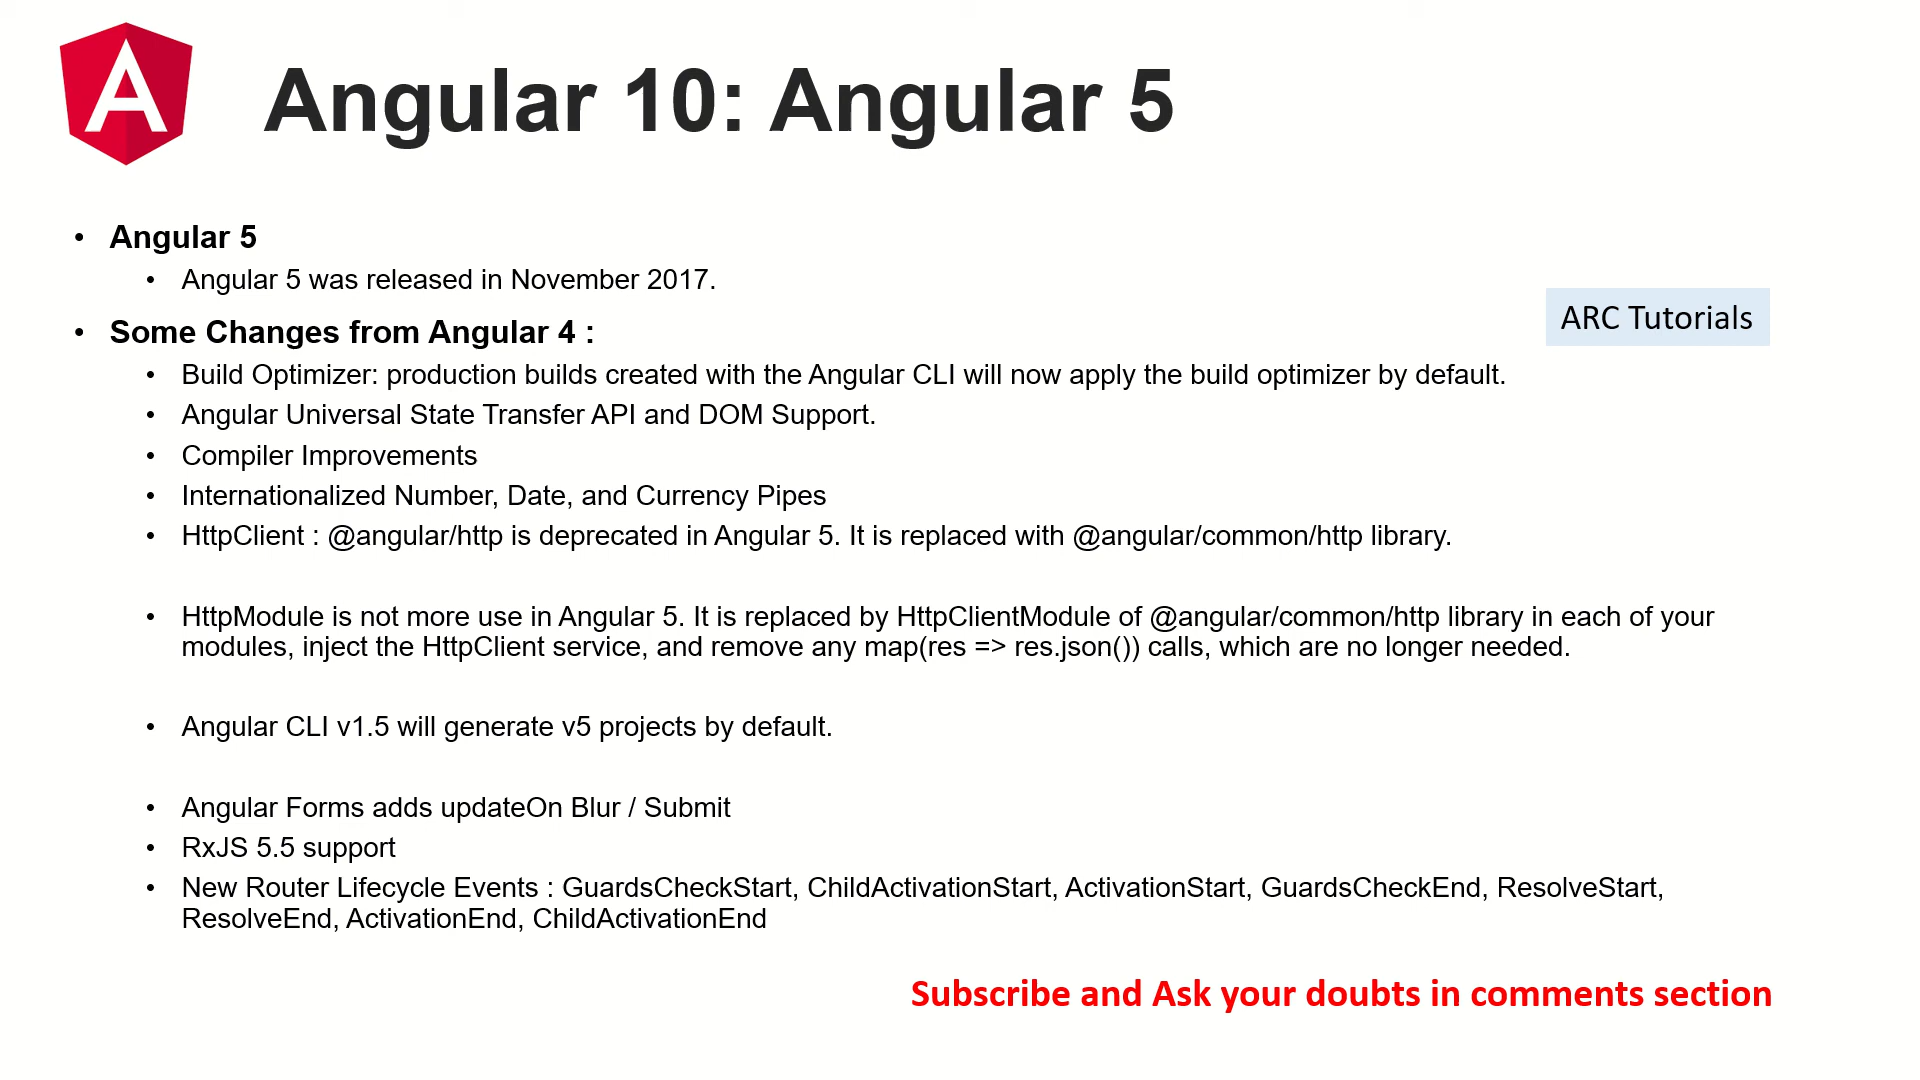 Angular 10: Angular 5
• Angular 5
• Angular 5 was released in November 2017.
• Some Changes from Angular 4 :
ARC Tutorials
• Build Optimizer: production builds created with the Angular CLI will now apply the build optimizer by default.
• Angular Universal State Transfer API and DOM Support.
• Compiler Improvements
• Internationalized Number, Date, and Currency Pipes
• HttpClient : @angular/http is deprecated in Angular 5. It is replaced with @angular/common/http library.
• HttpModule is not more use in Angular 5. It is replaced by HttpClientModule of @angular/common/http library in each of your
modules, inject the HttpClient service, and remove any map(res => res.json()) calls, which are no longer needed.
• Angular CLI v1.5 will generate v5 projects by default.
• Angular Forms adds updateOn Blur / Submit
• RxJS 5.5 support
• New Router Lifecycle Events : GuardsCheckStart, ChildActivationStart, ActivationStart, GuardsCheckEnd, ResolveStart,
ResolveEnd, ActivationEnd, ChildActivationEnd
Subscribe and Ask your doubts in comments section